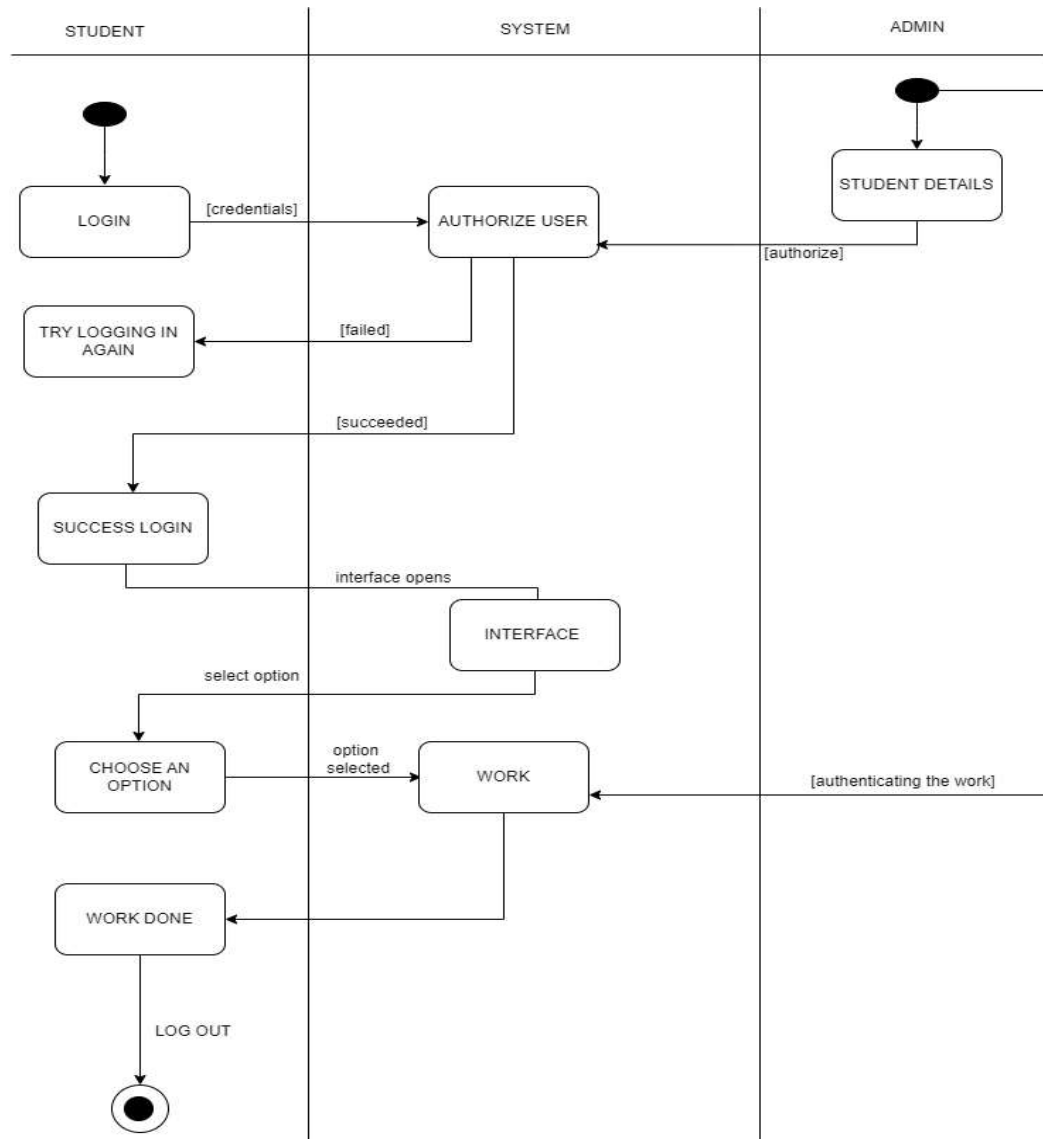 STUDENT
SYSTEM
ADMIN
STUDENT DETAILS
LOGIN
[credentials]
AUTHORIZE USER
[authorize]
TRY LOGGING IN
AGAIN
[failed]
[succeeded]
SUCCESS LOGIN
interface opens
INTERFACE
select option
CHOOSE AN
OPTION
option
selected
WORK
[authenticating the work]
WORK DONE
LOG OUT